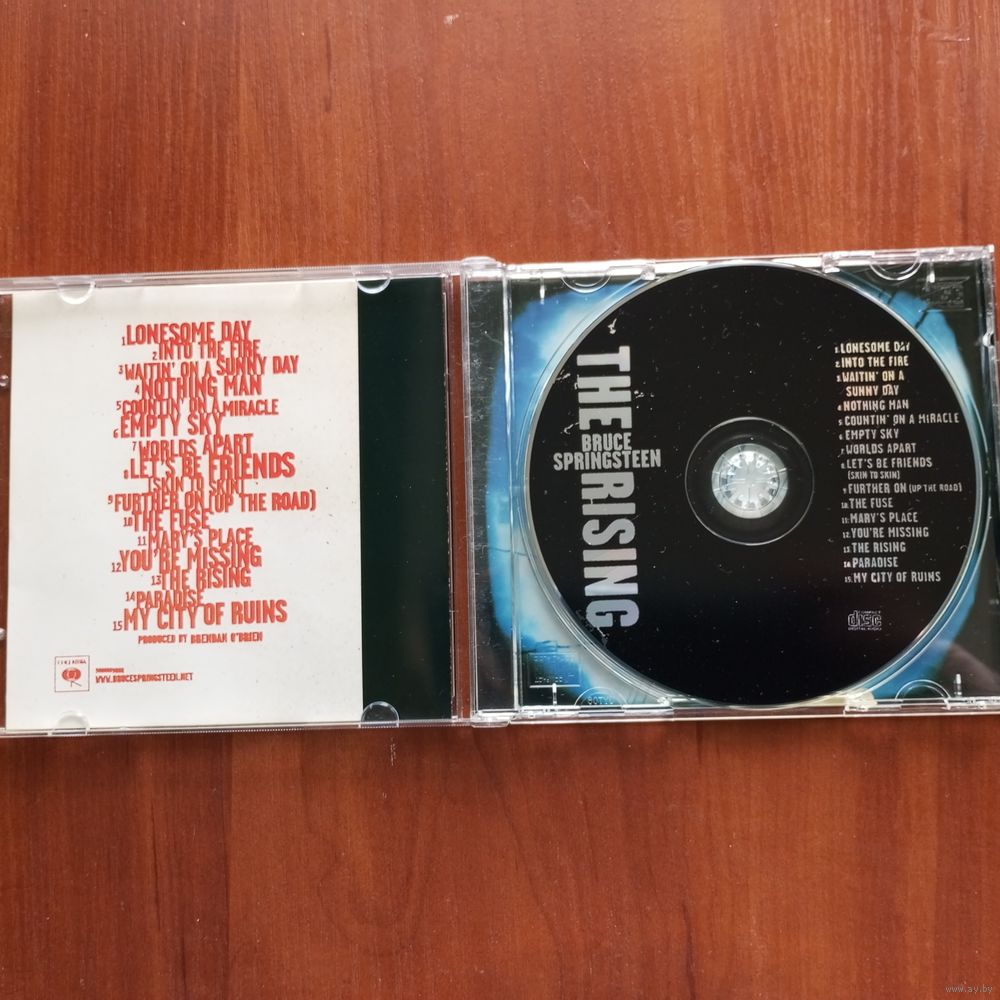 1 LONESOME DAY
2 INTO THE FIRE
3 WAITIN' ON A SUNNY DAY
4 NOTHING MAN
5 COUNTIN' ON A MIRACLE
6 EMPTY SKY
7 WORLDS APART
8 LET'S BE FRIENDS
(SKIN TO SKIN)
9 FURTHER ON (UP THE ROAD)
10 THE FUSE
11 MARY'S PLACE
12 YOU'RE MISSING
13 THE RISING
14 PARADISE
15 MY CITY OF RUINS
PRODUCED BY BRENDAN O'BRIEN
WWW.BRUCESPRINGSTEEN.NET
THE RISING
BRUCE
SPRINGSTEEN
1. LONESOME DAY
2. INTO THE FIRE
3. WAITIN' ON A
SUNNY DAY
4. NOTHING MAN
5. COUNTIN' ON A MIRACLE
6. EMPTY SKY
7. WORLDS APART
8. LET'S BE FRIENDS
(SKIN TO SKIN)
9. FURTHER ON (UP THE ROAD)
10. THE FUSE
11. MARY'S PLACE
12. YOU'RE MISSING
13. THE RISING
14. PARADISE
15. MY CITY OF RUINS
COMPACT
disc
DIGITAL AUDIO
www.ay.by